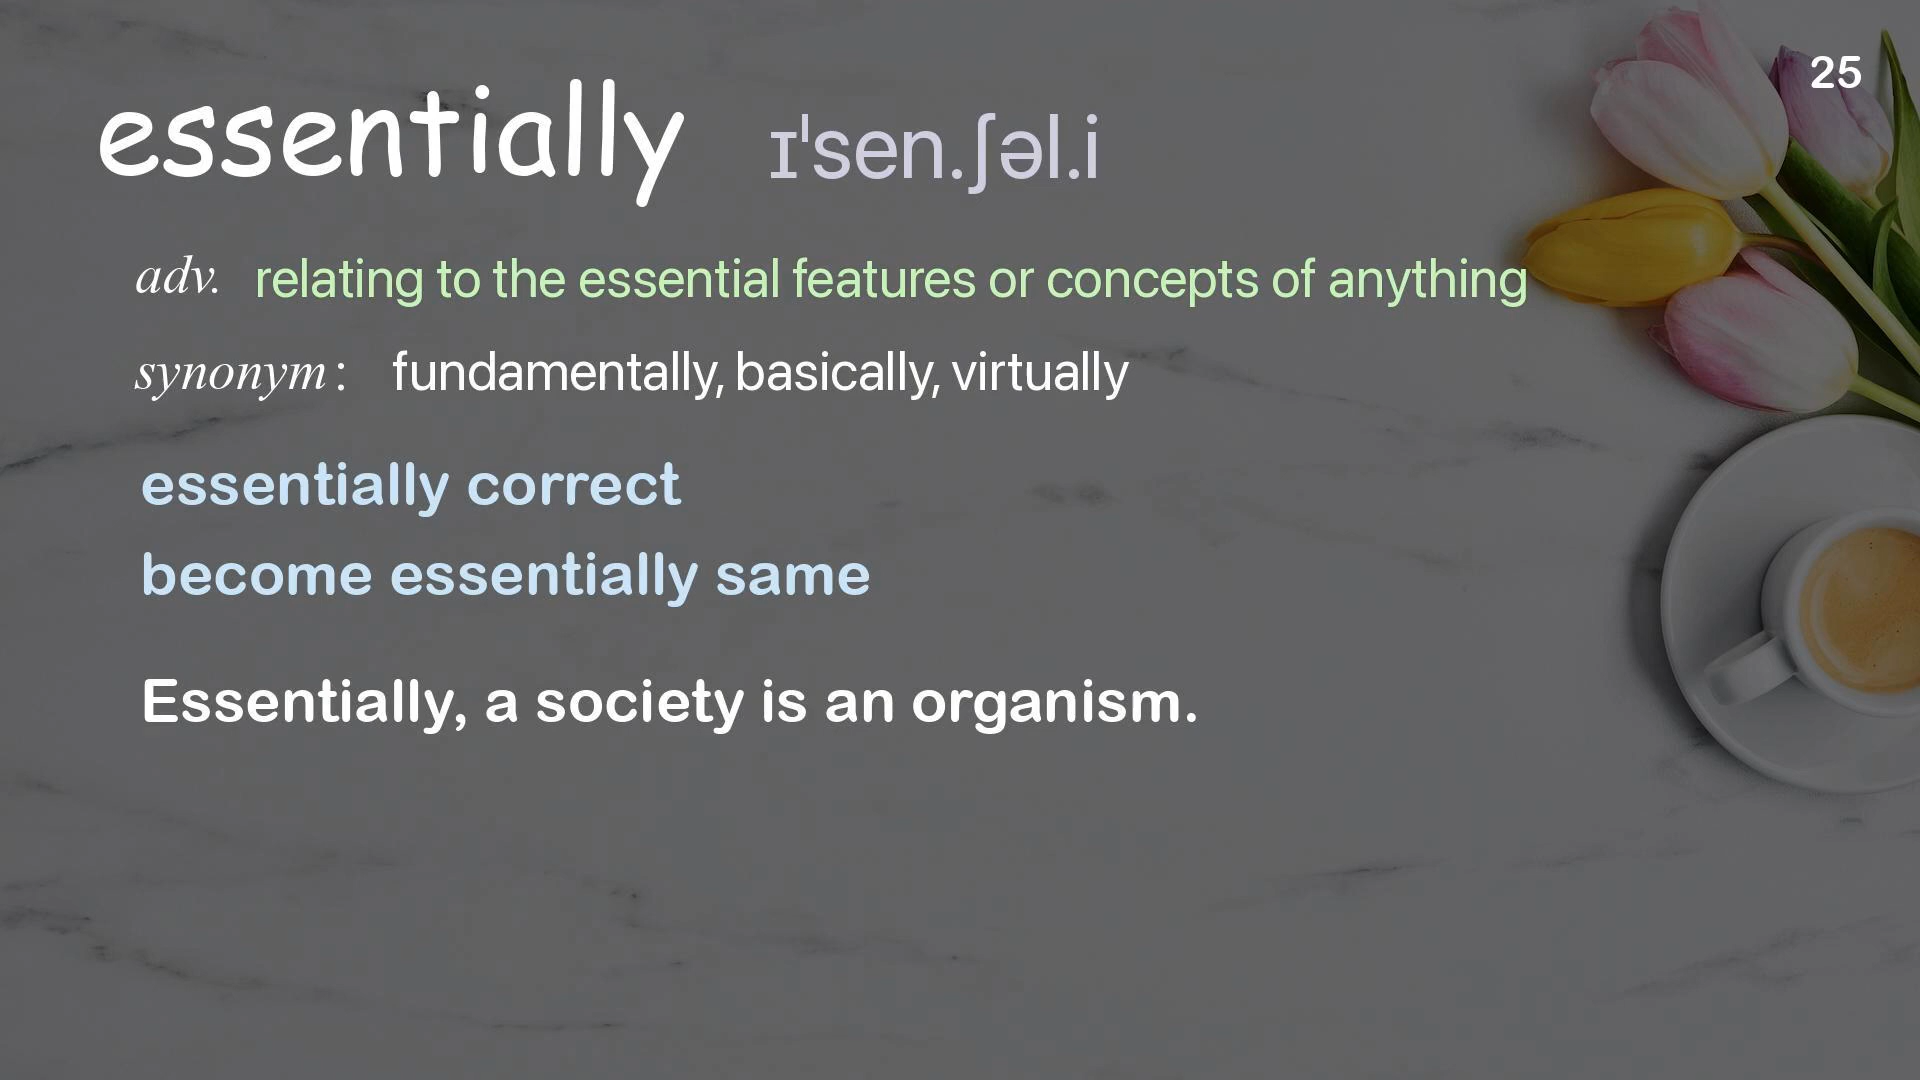 25
essentially ɪˈsen.ʃəl.i
adv. relating to the essential features or concepts of anything
synonym : fundamentally, basically, virtually
essentially correct
become essentially same
Essentially, a society is an organism.